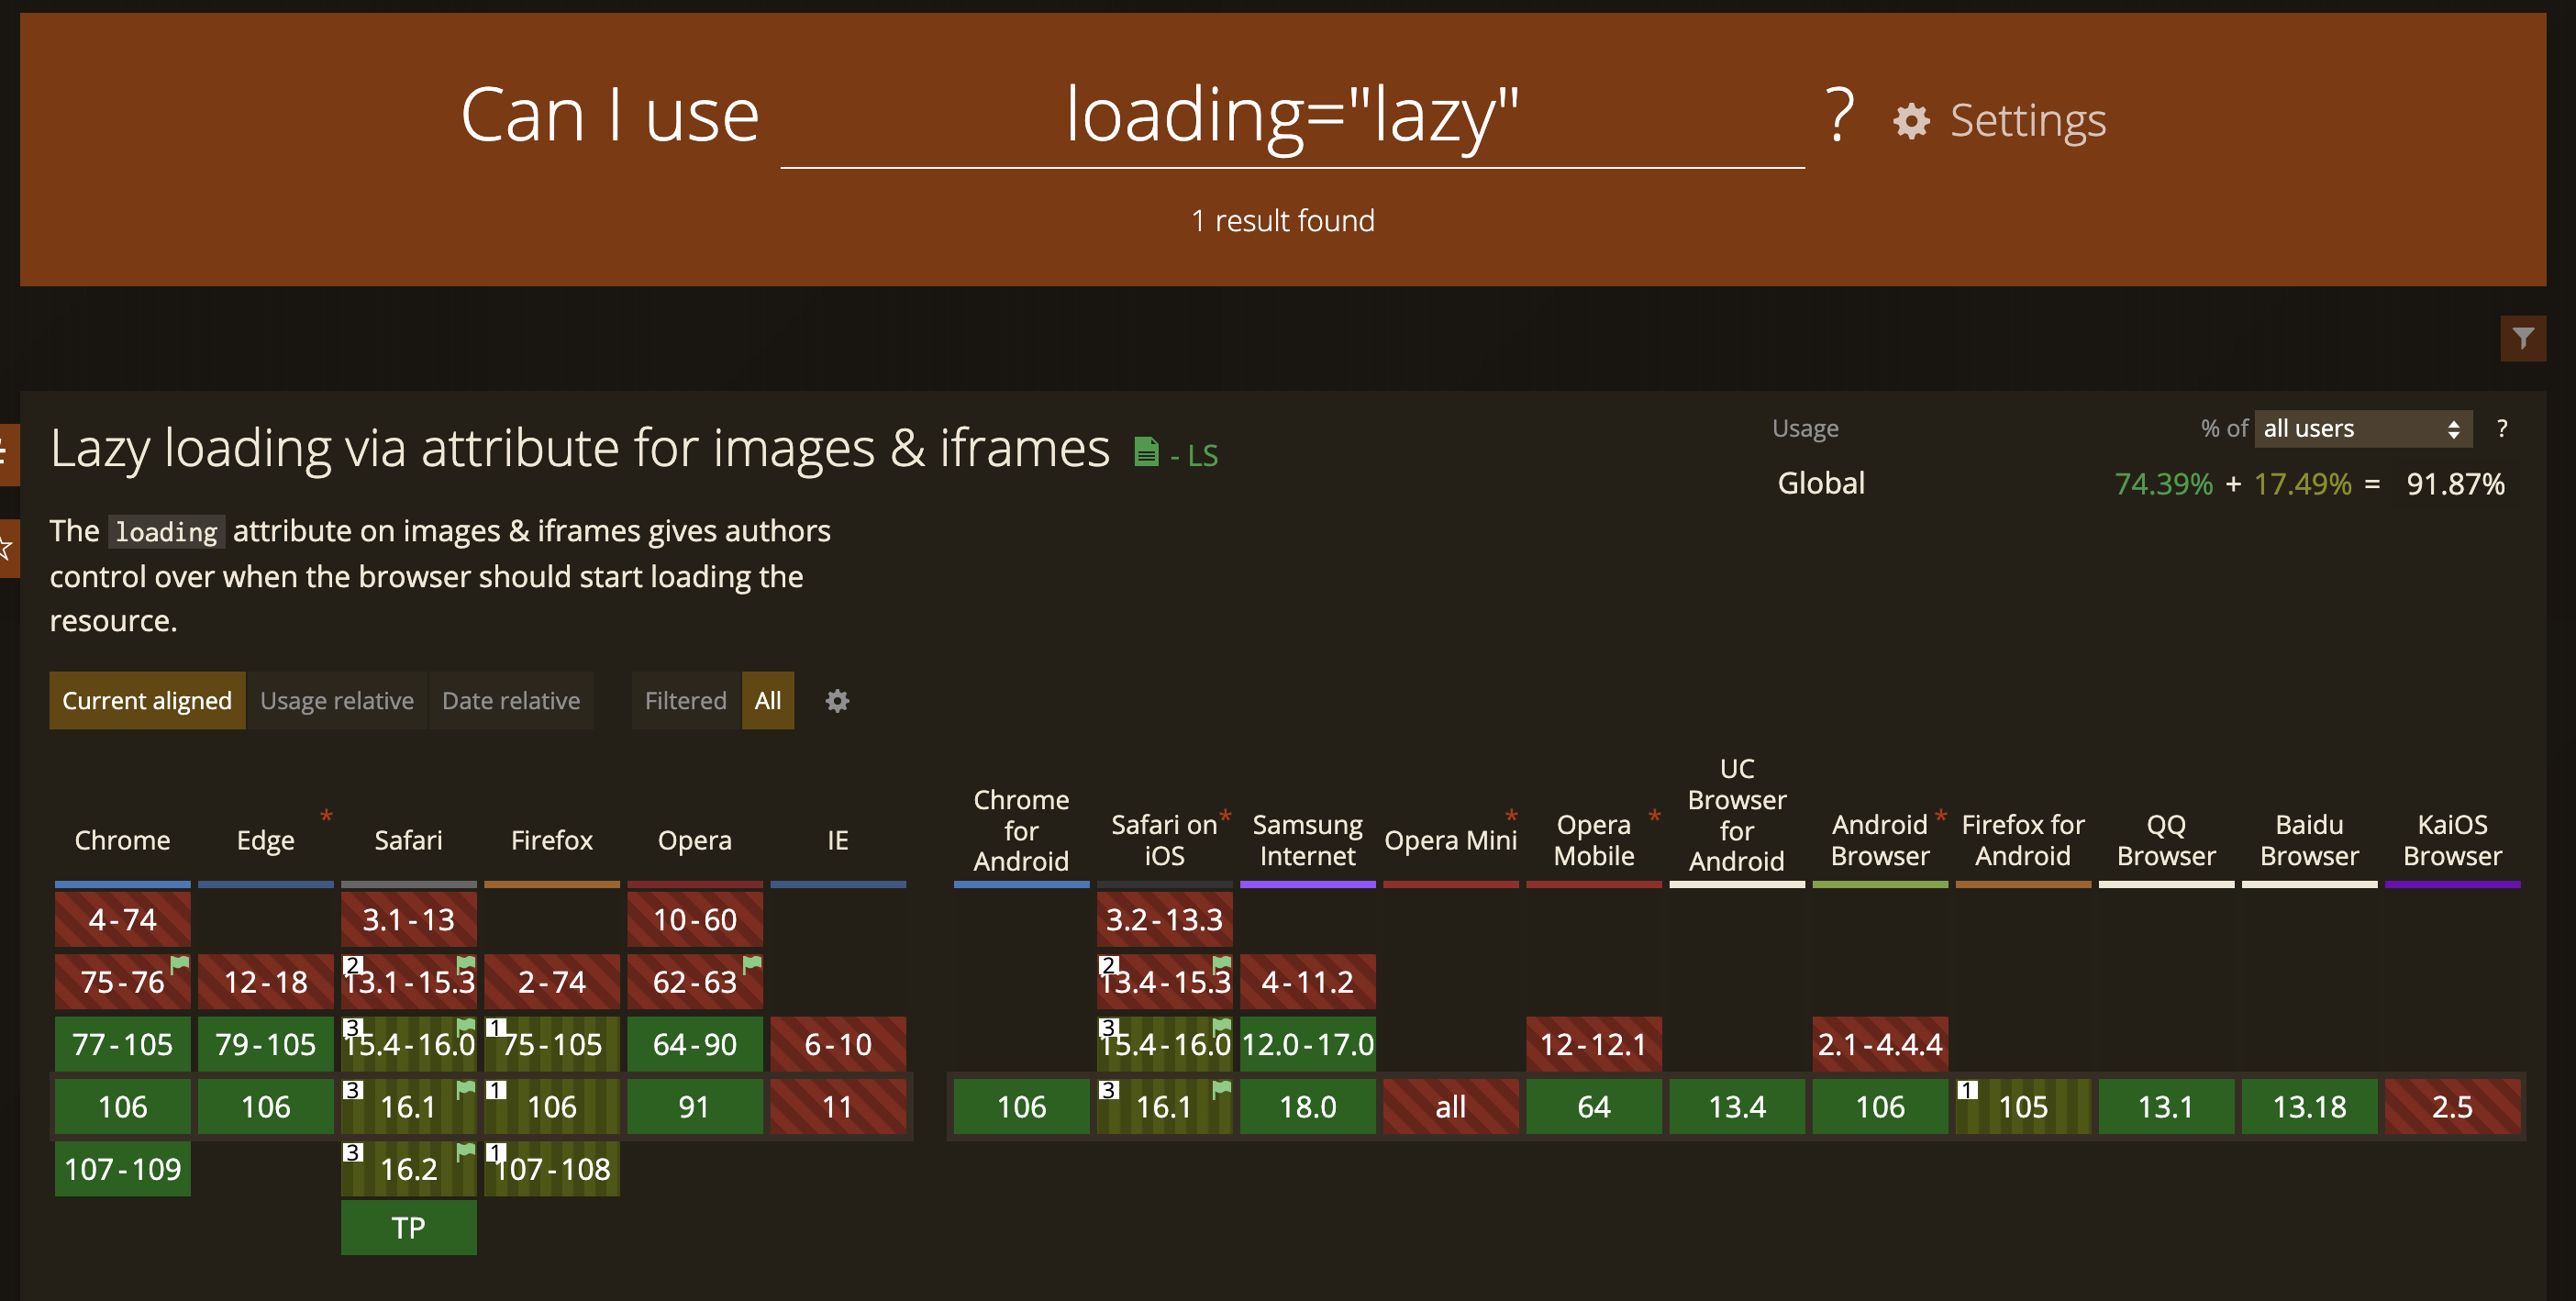 Can I use loading="lazy" ? Settings
1 result found
Lazy loading via attribute for images & iframes - LS
Usage % of all users ?
Global 74.39% + 17.49% = 91.87%
The loading attribute on images & iframes gives authors
control over when the browser should start loading the
resource.
Current aligned Usage relative Date relative Filtered All
Chrome Edge * Safari Firefox Opera IE
Chrome for Android
Safari on iOS *
Samsung Internet
Opera Mini *
Opera Mobile *
UC Browser for Android
Android Browser *
Firefox for Android
QQ Browser
Baidu Browser
KaiOS Browser
4-74 3.1-13 10-60 3.2-13.3
75-76 12-18 2 13.1-15.3 2-74 62-63 2 13.4-15.3 4-11.2
77-105 79-105 3 15.4-16.0 1 75-105 64-90 6-10 3 15.4-16.0 12.0-17.0 12-12.1 2.1-4.4.4
106 106 3 16.1 1 106 91 11 106 3 16.1 18.0 all 64 13.4 106 1 105 13.1 13.18 2.5
107-109 3 16.2 1 107-108
TP